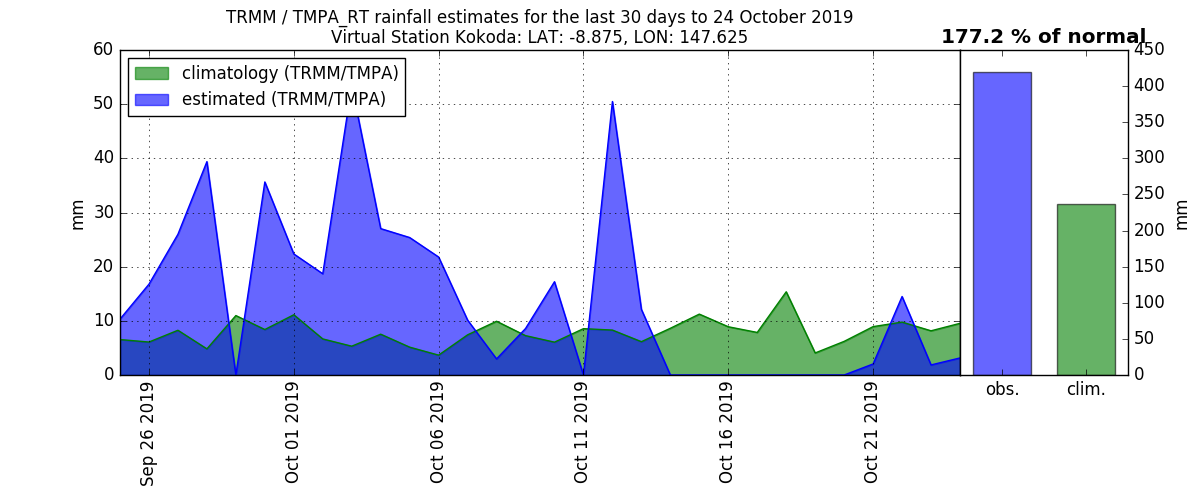 TRMM / TMPA_RT rainfall estimates for the last 30 days to 24 October 2019
Virtual Station Kokoda: LAT: -8.875, LON: 147.625
177.2 % of normal
climatology (TRMM/TMPA)
estimated (TRMM/TMPA)
60
50
40
30
20
10
0
mm
450
400
350
300
250
200
150
100
50
0
mm
Sep 26 2019
Oct 01 2019
Oct 06 2019
Oct 11 2019
Oct 16 2019
Oct 21 2019
obs.
clim.